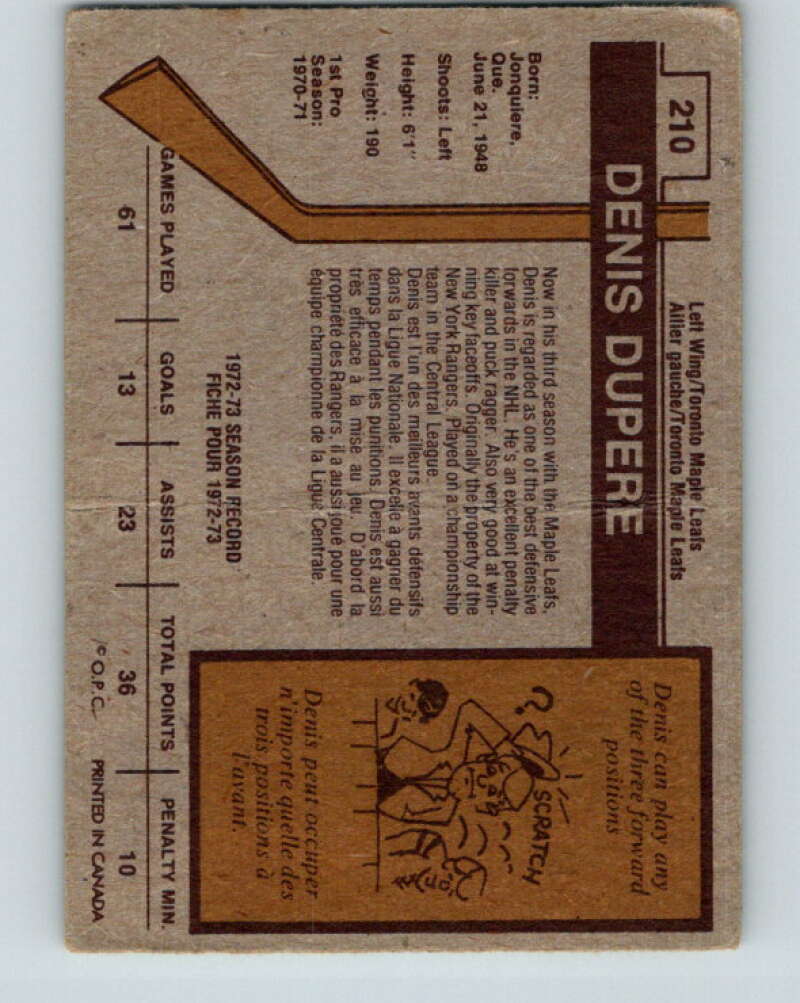 210
Left Wing/Toronto Maple Leafs
Ailier gauche/Toronto Maple Leafs
DENIS DUPERE
Born:
Jonquiere,
Que.
June 21, 1948
Shoots: Left
Height: 6'1"
Weight: 190
1st Pro
Season:
1970-71
Now in his third season with the Maple Leafs,
Denis is regarded as one of the best defensive
forwards in the NHL. He's an excellent penalty
killer and puck ragger. Also very good at win-
ning key faceoffs. Originally the property of the
New York Rangers. Played on a championship
team in the Central League.
Denis est l'un des meilleurs avants défensifs
dans la Ligue Nationale. Il excelle à gagner du
temps pendant les punitions. Denis est aussi
très efficace à la mise au jeu. D'abord la
propriété des Rangers, il a aussi joué pour une
équipe championne de la Ligue Centrale.
Denis can play any
of the three forward
positions
SCRATCH
?
Denis peut occuper
n'importe quelle des
trois positions à
l'avant.
1972-73 SEASON RECORD
FICHE POUR 1972-73
GAMES PLAYED GOALS ASSISTS TOTAL POINTS PENALTY MIN.
61 13 23 36 10
© O.P.C. PRINTED IN CANADA